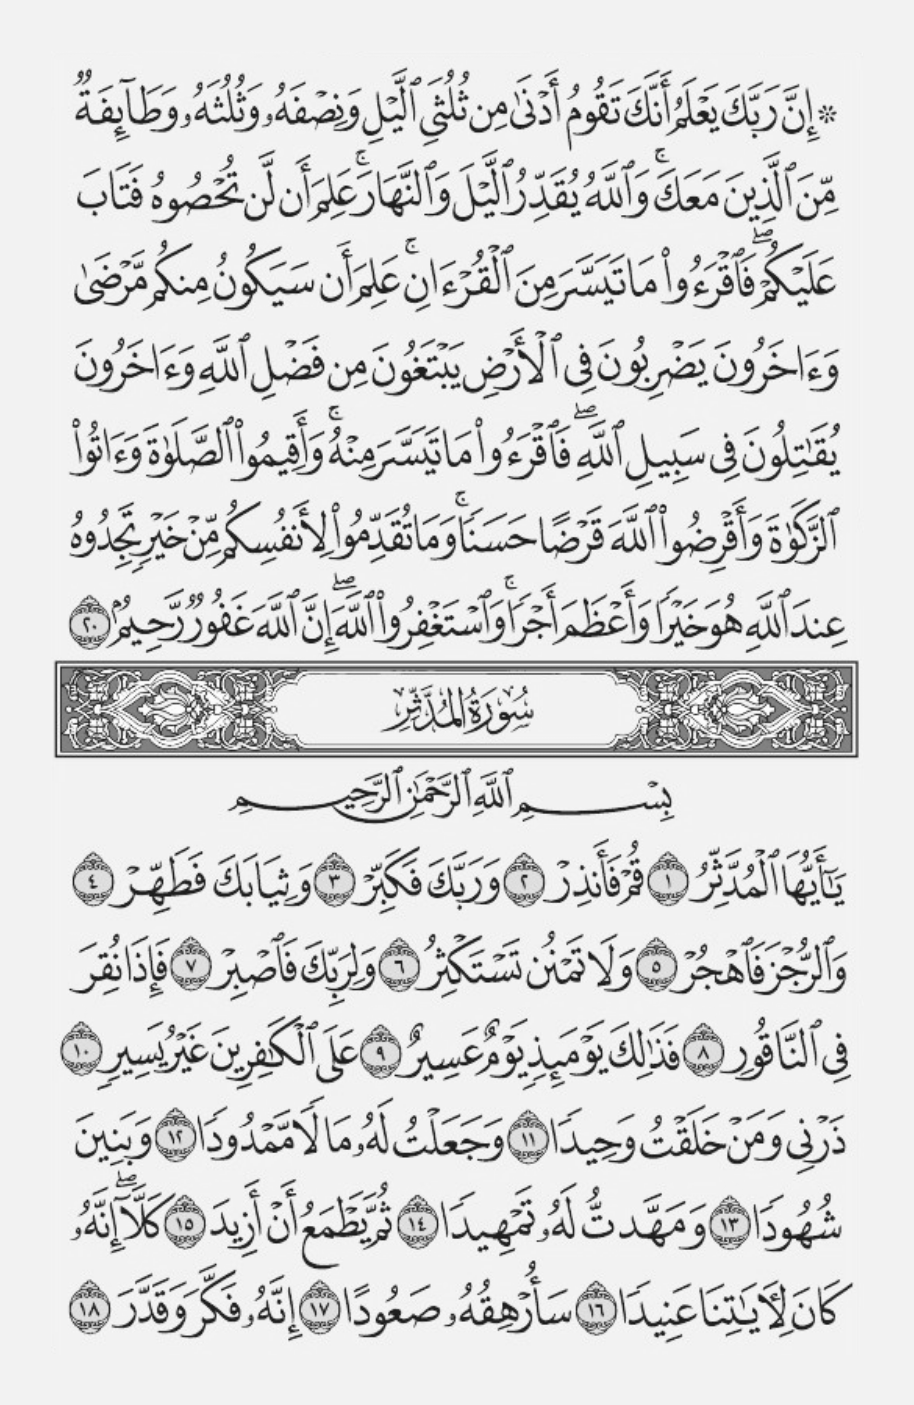 ۞ إِنَّ رَبَّكَ يَعْلَمُ أَنَّكَ تَقُومُ أَدْنَىٰ مِن ثُلُثَيِ ٱلَّيْلِ وَنِصْفَهُۥ وَثُلُثَهُۥ وَطَآئِفَةٌ
مِّنَ ٱلَّذِينَ مَعَكَۚ وَٱللَّهُ يُقَدِّرُ ٱلَّيْلَ وَٱلنَّهَارَۚ عَلِمَ أَن لَّن تُحْصُوهُ فَتَابَ
عَلَيْكُمْۖ فَٱقْرَءُوا۟ مَا تَيَسَّرَ مِنَ ٱلْقُرْءَانِۚ عَلِمَ أَن سَيَكُونُ مِنكُم مَّرْضَىٰ
وَءَاخَرُونَ يَضْرِبُونَ فِى ٱلْأَرْضِ يَبْتَغُونَ مِن فَضْلِ ٱللَّهِ وَءَاخَرُونَ
يُقَٰتِلُونَ فِى سَبِيلِ ٱللَّهِۖ فَٱقْرَءُوا۟ مَا تَيَسَّرَ مِنْهُۚ وَأَقِيمُوا۟ ٱلصَّلَوٰةَ وَءَاتُوا۟
ٱلزَّكَوٰةَ وَأَقْرِضُوا۟ ٱللَّهَ قَرْضًا حَسَنًاۚ وَمَا تُقَدِّمُوا۟ لِأَنفُسِكُم مِّنْ خَيْرٍ تَجِدُوهُ
عِندَ ٱللَّهِ هُوَ خَيْرًا وَأَعْظَمَ أَجْرًاۚ وَٱسْتَغْفِرُوا۟ ٱللَّهَۖ إِنَّ ٱللَّهَ غَفُورٌ رَّحِيمٌۢ ٢٠
سُورَةُ الْمُدَّثِّرِ
بِسْمِ ٱللَّهِ ٱلرَّحْمَٰنِ ٱلرَّحِيمِ
يَٰٓأَيُّهَا ٱلْمُدَّثِّرُ ١ قُمْ فَأَنذِرْ ٢ وَرَبَّكَ فَكَبِّرْ ٣ وَثِيَابَكَ فَطَهِّرْ ٤
وَٱلرُّجْزَ فَٱهْجُرْ ٥ وَلَا تَمْنُن تَسْتَكْثِرُ ٦ وَلِرَبِّكَ فَٱصْبِرْ ٧ فَإِذَا نُقِرَ
فِى ٱلنَّاقُورِ ٨ فَذَٰلِكَ يَوْمَئِذٍ يَوْمٌ عَسِيرٌ ٩ عَلَى ٱلْكَٰفِرِينَ غَيْرُ يَسِيرٍ ١٠
ذَرْنِى وَمَنْ خَلَقْتُ وَحِيدًا ١١ وَجَعَلْتُ لَهُۥ مَالًا مَّمْدُودًا ١٢ وَبَنِينَ
شُهُودًا ١٣ وَمَهَّدتُّ لَهُۥ تَمْهِيدًا ١٤ ثُمَّ يَطْمَعُ أَنْ أَزِيدَ ١٥ كَلَّآۖ إِنَّهُۥ
كَانَ لِءَايَٰتِنَا عَنِيدًا ١٦ سَأُرْهِقُهُۥ صَعُودًا ١٧ إِنَّهُۥ فَكَّرَ وَقَدَّرَ ١٨